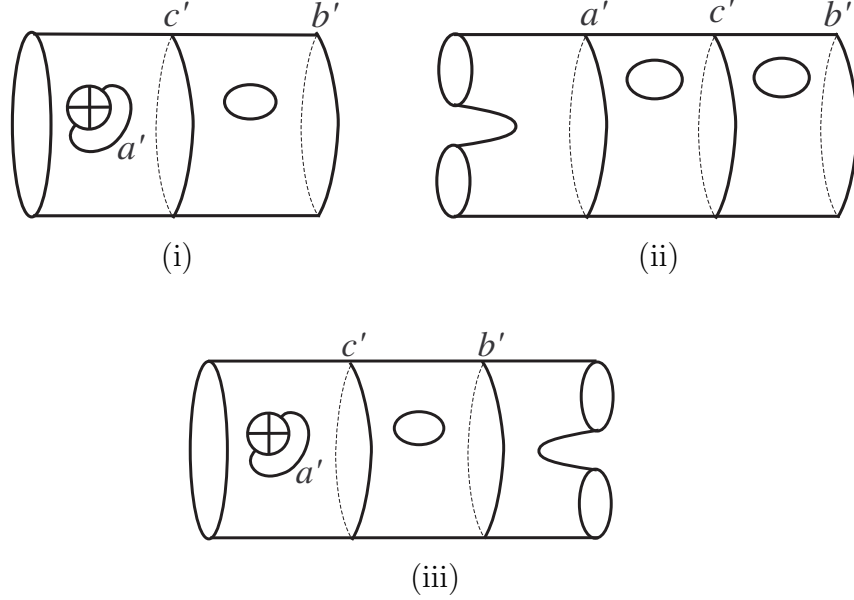 c' b' a' c' b'
a'
(i) (ii)
c' b'
a'
(iii)